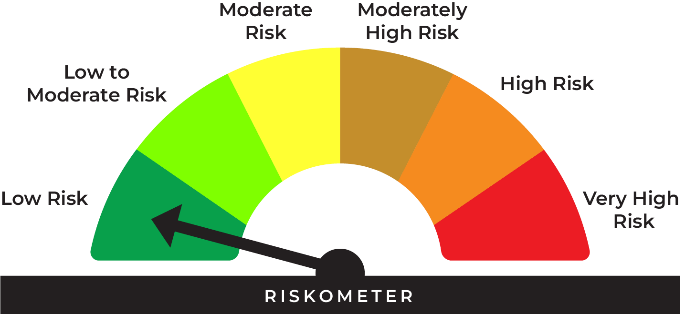 Moderate
Risk
Moderately
High Risk
Low to
Moderate Risk
High Risk
Low Risk
Very High
Risk
RISKOMETER